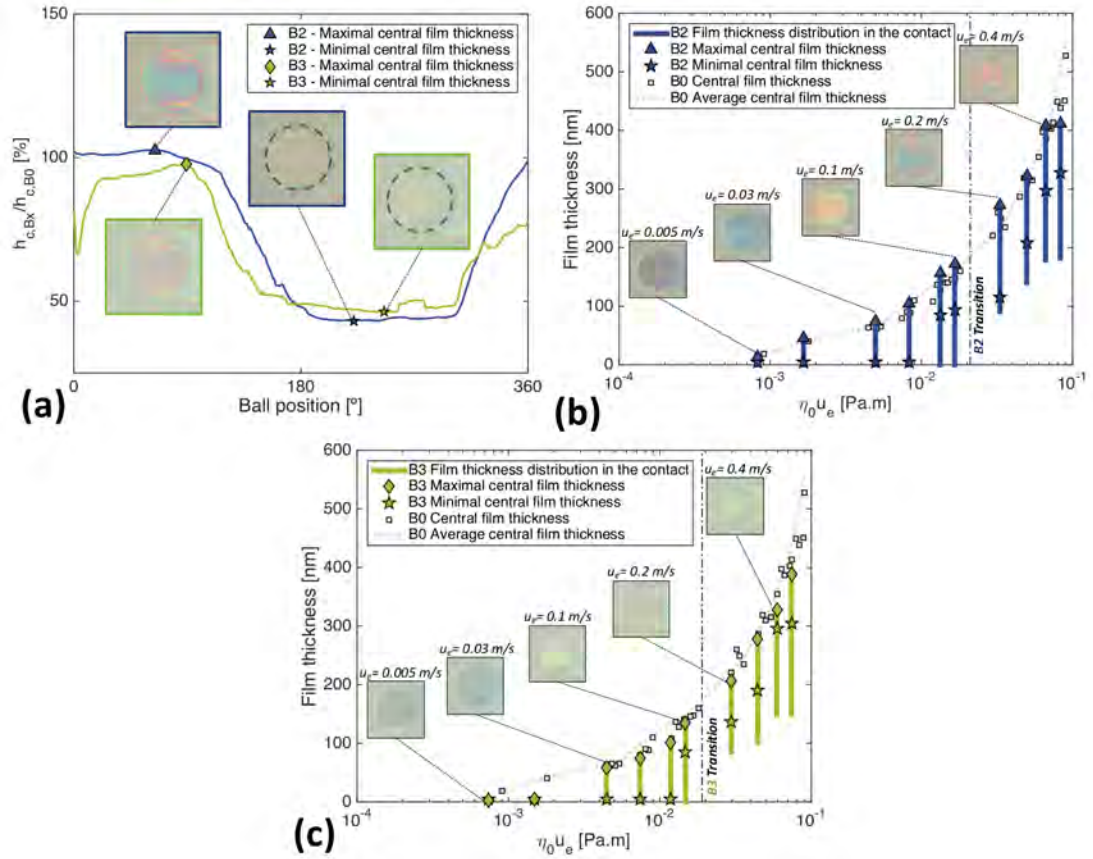 B2 - Maximal central film thickness
B2 - Minimal central film thickness
B3 - Maximal central film thickness
B3 - Minimal central film thickness
h_c,Bx/h_c,B0 [%]
150
100
50
0
180
360
Ball position [°]
(a)
600
500
400
300
200
100
0
Film thickness [nm]
B2 Film thickness distribution in the contact
B2 Maximal central film thickness
B2 Minimal central film thickness
B0 Central film thickness
B0 Average central film thickness
u_e= 0.4 m/s
u_e= 0.2 m/s
u_e= 0.1 m/s
u_e= 0.03 m/s
u_e= 0.005 m/s
B2 Transition
10^-4
10^-3
10^-2
10^-1
η_0u_e [Pa.m]
(b)
600
500
400
300
200
100
0
Film thickness [nm]
B3 Film thickness distribution in the contact
B3 Maximal central film thickness
B3 Minimal central film thickness
B0 Central film thickness
B0 Average central film thickness
u_e= 0.4 m/s
u_e= 0.2 m/s
u_e= 0.1 m/s
u_e= 0.03 m/s
u_e= 0.005 m/s
B3 Transition
10^-4
10^-3
10^-2
10^-1
η_0u_e [Pa.m]
(c)